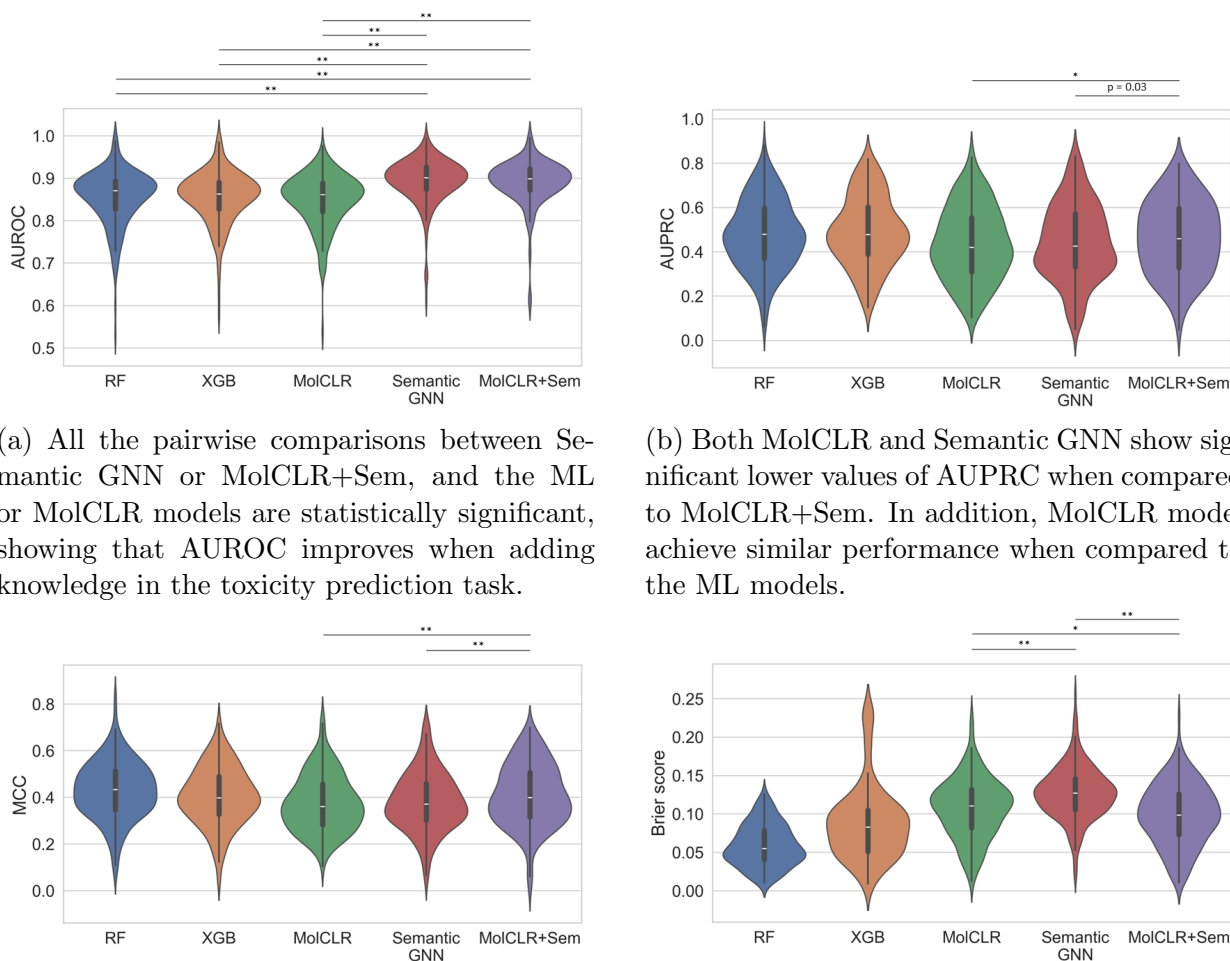 ** 
**
**
**
**
**
AUROC
1.0
0.9
0.8
0.7
0.6
0.5
RF XGB MolCLR Semantic GNN MolCLR+Sem
*
p = 0.03
AUPRC
1.0
0.8
0.6
0.4
0.2
0.0
RF XGB MolCLR Semantic GNN MolCLR+Sem
(a) All the pairwise comparisons between Se-
mantic GNN or MolCLR+Sem, and the ML
or MolCLR models are statistically significant,
showing that AUROC improves when adding
knowledge in the toxicity prediction task.
(b) Both MolCLR and Semantic GNN show sig
nificant lower values of AUPRC when compared
to MolCLR+Sem. In addition, MolCLR mode
achieve similar performance when compared t
the ML models.
**
**
MCC
0.8
0.6
0.4
0.2
0.0
RF XGB MolCLR Semantic GNN MolCLR+Sem
**
*
**
Brier score
0.25
0.20
0.15
0.10
0.05
0.00
RF XGB MolCLR Semantic GNN MolCLR+Sem